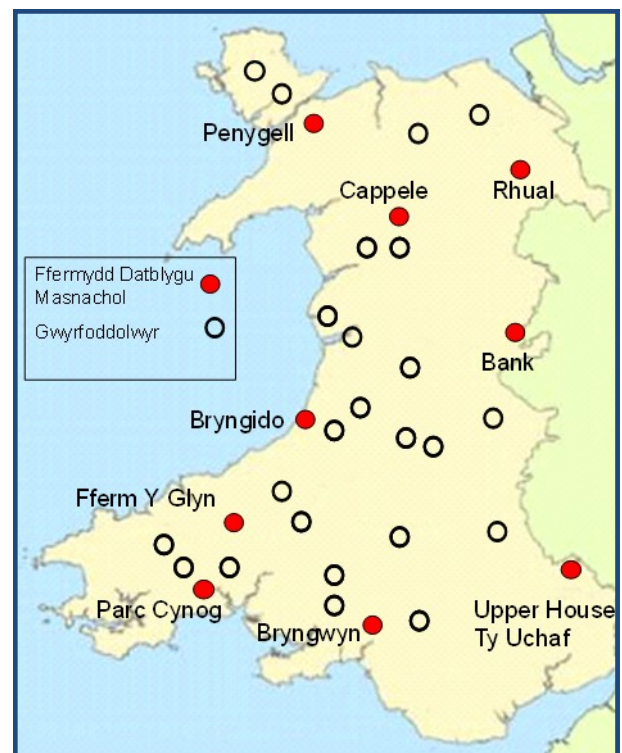 Penygell
Cappele
Rhual
Ffermydd Datblygu
Masnachol
Gwyrfoddolwyr
Bank
Bryngido
Fferm Y Glyn
Parc Cynog
Bryngwyn
Upper House
Ty Uchaf